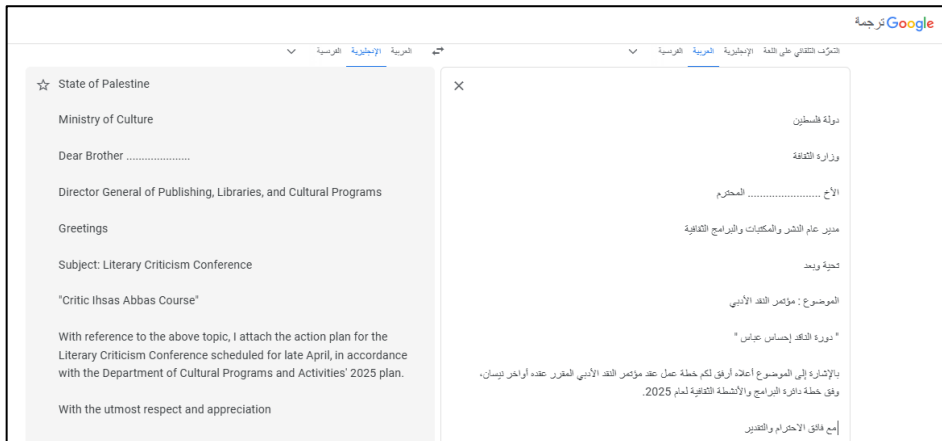 Google ترجمة
العربية الإنجليزية الفرنسية
التعرّف التلقائي على اللغة الإنجليزية العربية الفرنسية
State of Palestine
Ministry of Culture
Dear Brother .....................
Director General of Publishing, Libraries, and Cultural Programs
Greetings
Subject: Literary Criticism Conference
"Critic Ihsas Abbas Course"
With reference to the above topic, I attach the action plan for the
Literary Criticism Conference scheduled for late April, in accordance
with the Department of Cultural Programs and Activities' 2025 plan.
With the utmost respect and appreciation
دولة فلسطين
وزارة الثقافة
الأخ ........................ المحترم
مدير عام النشر والمكتبات والبرامج الثقافية
تحية وبعد
الموضوع : مؤتمر النقد الأدبي
" دورة الناقد إحساس عباس "
بالإشارة إلى الموضوع أعلاه أرفق لكم خطة عمل عقد مؤتمر النقد الأدبي المقرر عقده أواخر نيسان،
وفق خطة دائرة البرامج والأنشطة الثقافية لعام 2025.
مع فائق الاحترام والتقدير